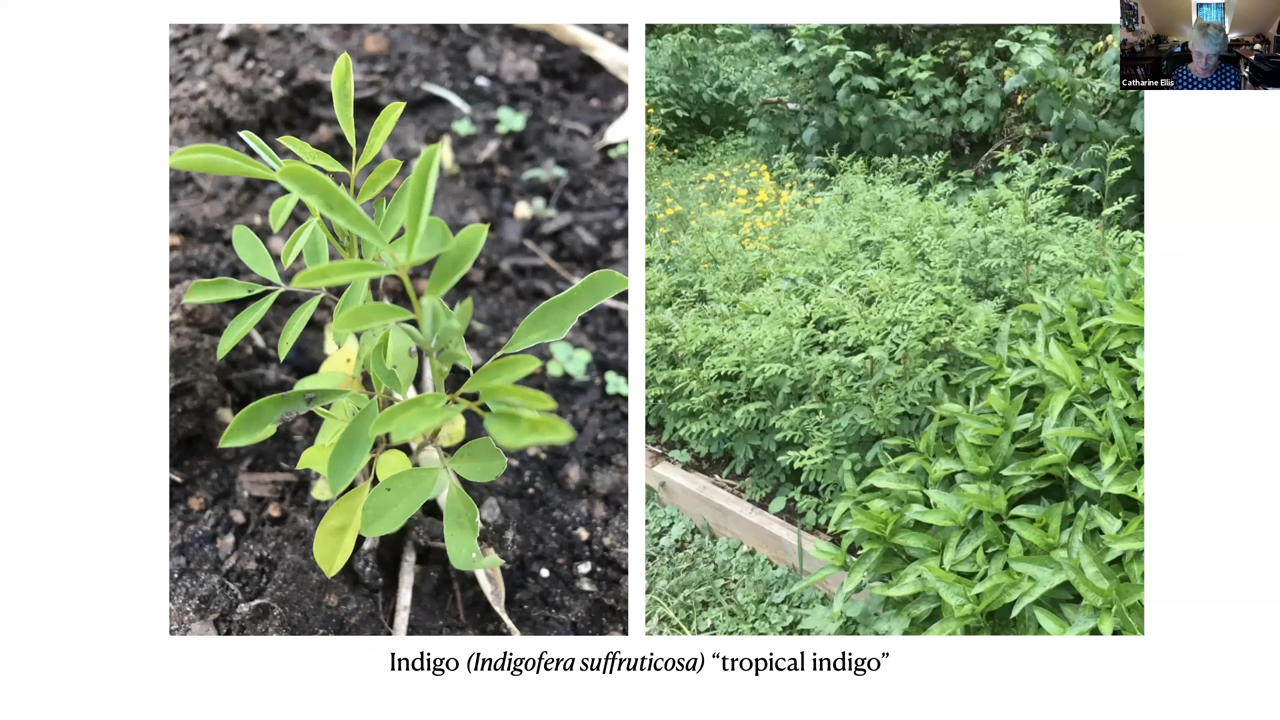 Catharine Ellis
Indigo (Indigofera suffruticosa) “tropical indigo”